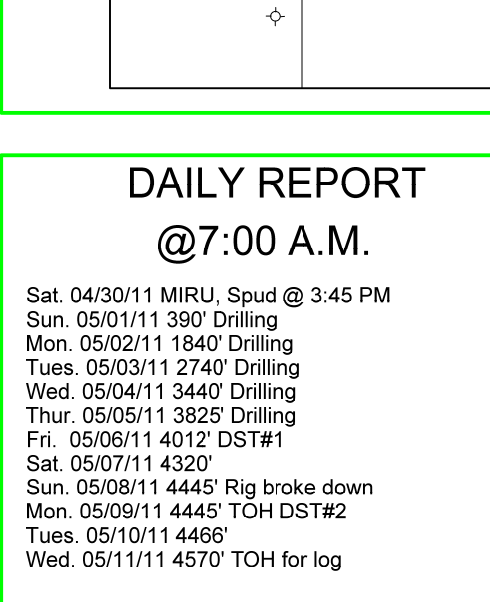 DAILY REPORT
@7:00 A.M.
Sat. 04/30/11 MIRU, Spud @ 3:45 PM
Sun. 05/01/11 390' Drilling
Mon. 05/02/11 1840' Drilling
Tues. 05/03/11 2740' Drilling
Wed. 05/04/11 3440' Drilling
Thur. 05/05/11 3825' Drilling
Fri.  05/06/11 4012' DST#1
Sat. 05/07/11 4320'
Sun. 05/08/11 4445' Rig broke down
Mon. 05/09/11 4445' TOH DST#2
Tues. 05/10/11 4466'
Wed. 05/11/11 4570' TOH for log